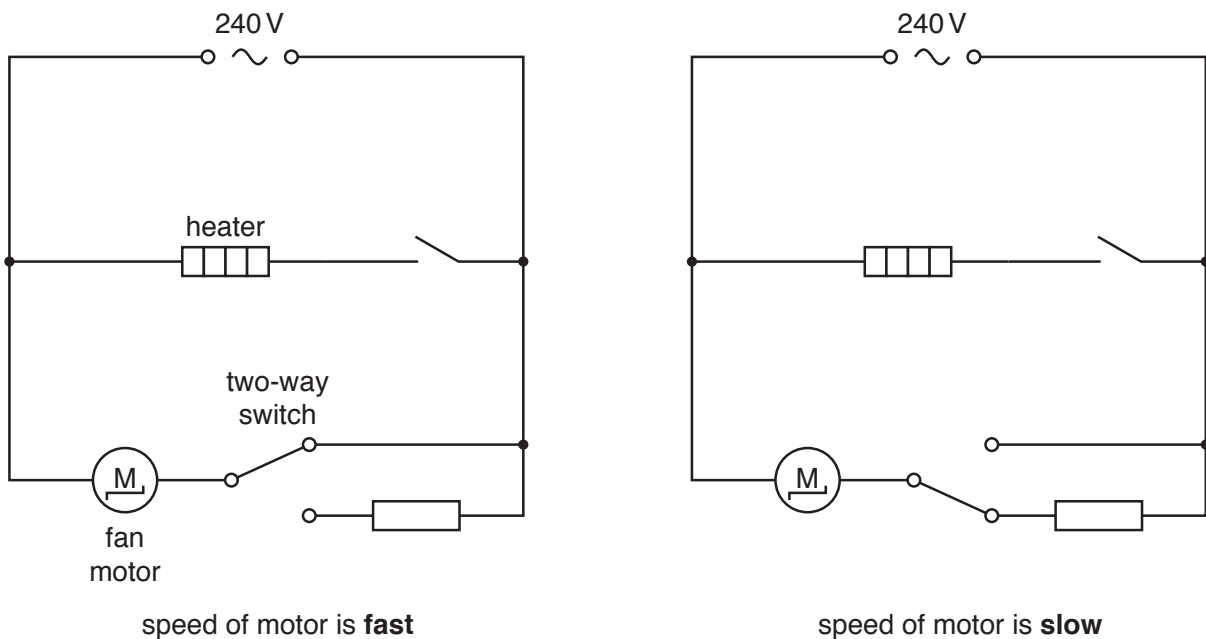 240 V
heater
two-way
switch
M
fan
motor
speed of motor is fast
240 V
M
speed of motor is slow